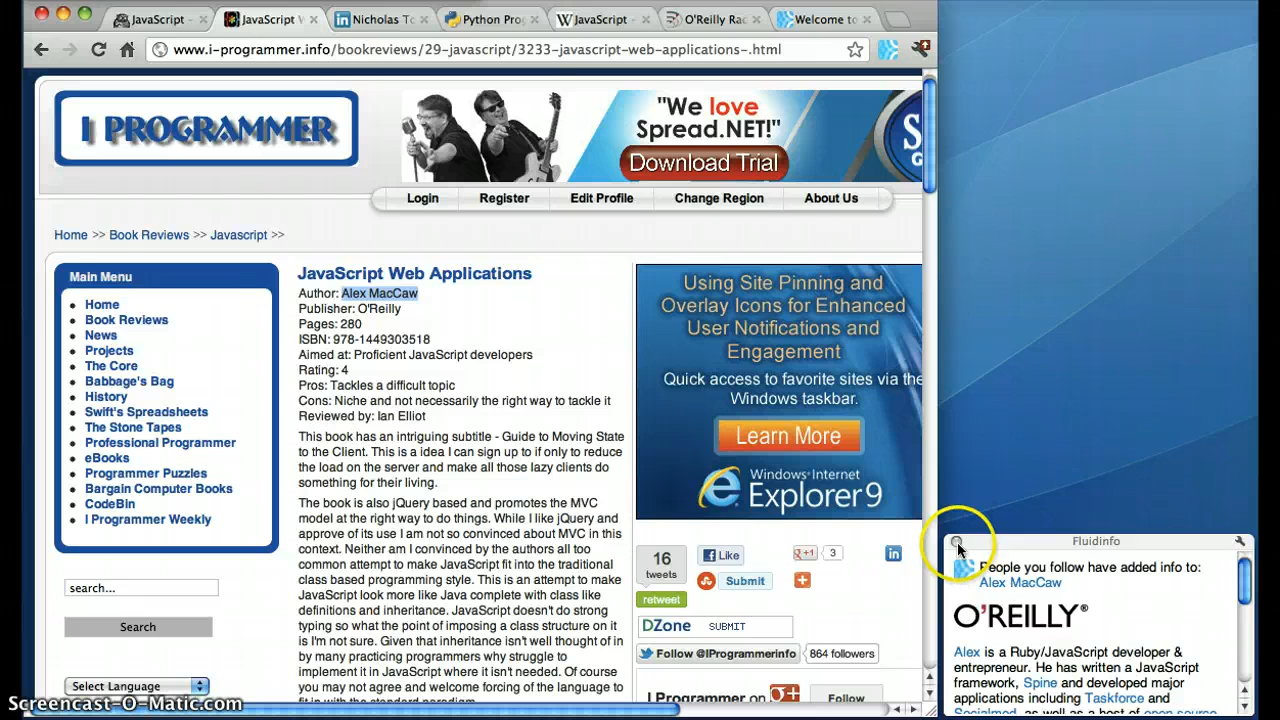 JavaScript -
JavaScript W
Nicholas To
Python Pro
JavaScript -
O'Reilly Rac
Welcome to
www.i-programmer.info/bookreviews/29-javascript/3233-javascript-web-applications-.html
I PROGRAMMER
"We love
Spread.NET!"
Download Trial
Login
Register
Edit Profile
Change Region
About Us
Home >> Book Reviews >> Javascript >>
Main Menu
Home
Book Reviews
News
Projects
The Core
Babbage's Bag
History
Swift's Spreadsheets
The Stone Tapes
Professional Programmer
eBooks
Programmer Puzzles
Bargain Computer Books
CodeBin
I Programmer Weekly
search...
Search
Select Language
JavaScript Web Applications
Author: Alex MacCaw
Publisher: O'Reilly
Pages: 280
ISBN: 978-1449303518
Aimed at: Proficient JavaScript developers
Rating: 4
Pros: Tackles a difficult topic
Cons: Niche and not necessarily the right way to tackle it
Reviewed by: Ian Elliot
This book has an intriguing subtitle - Guide to Moving State
to the Client. This is a idea I can sign up to if only to reduce
the load on the server and make all those lazy clients do
something for their living.
The book is also jQuery based and promotes the MVC
model at the right way to do things. While I like jQuery and
approve of its use I am not so convinced about MVC in this
context. Neither am I convinced by the authors all too
common attempt to make JavaScript fit into the traditional
class based programming style. This is an attempt to make
JavaScript look more like Java complete with class like
definitions and inheritance. JavaScript doesn't do strong
typing so what the point of imposing a class structure on it
is I'm not sure. Given that inheritance isn't well thought of in
by many practicing programmers why struggle to
implement it in JavaScript where it isn't needed. Of course
you may not agree and welcome forcing of the language to
fit in with the standard paradigm
Using Site Pinning and
Overlay Icons for Enhanced
User Notifications and
Engagement
Quick access to favorite sites via the
Windows taskbar.
Learn More
Windows Internet
Explorer 9
16
tweets
retweet
Like
+1
3
Submit
DZone SUBMIT
Follow @IProgrammerinfo
864 followers
I Programmer on g+
Follow
Fluidinfo
People you follow have added info to:
Alex MacCaw
O'REILLY®
Alex is a Ruby/JavaScript developer &
entrepreneur. He has written a JavaScript
framework, Spine and developed major
applications including Taskforce and
Socialmod, as well as a host of open source
Screencast-O-Matic.com